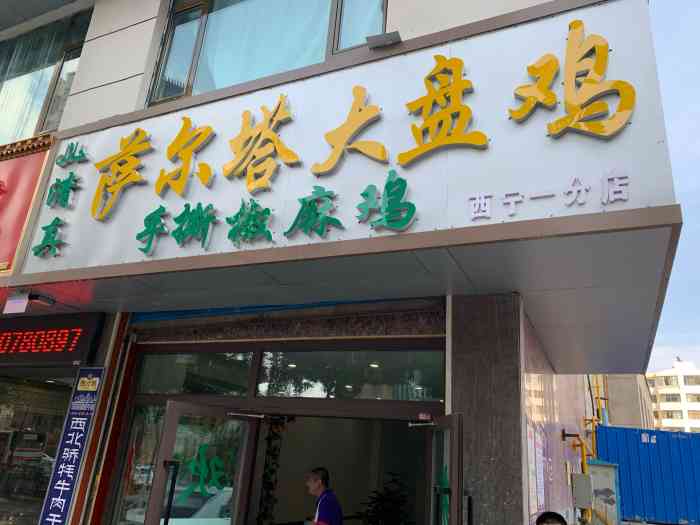 清真
萨尔塔大盘鸡
手撕椒麻鸡
西宁一分店
0780897
西北骄牦牛肉干